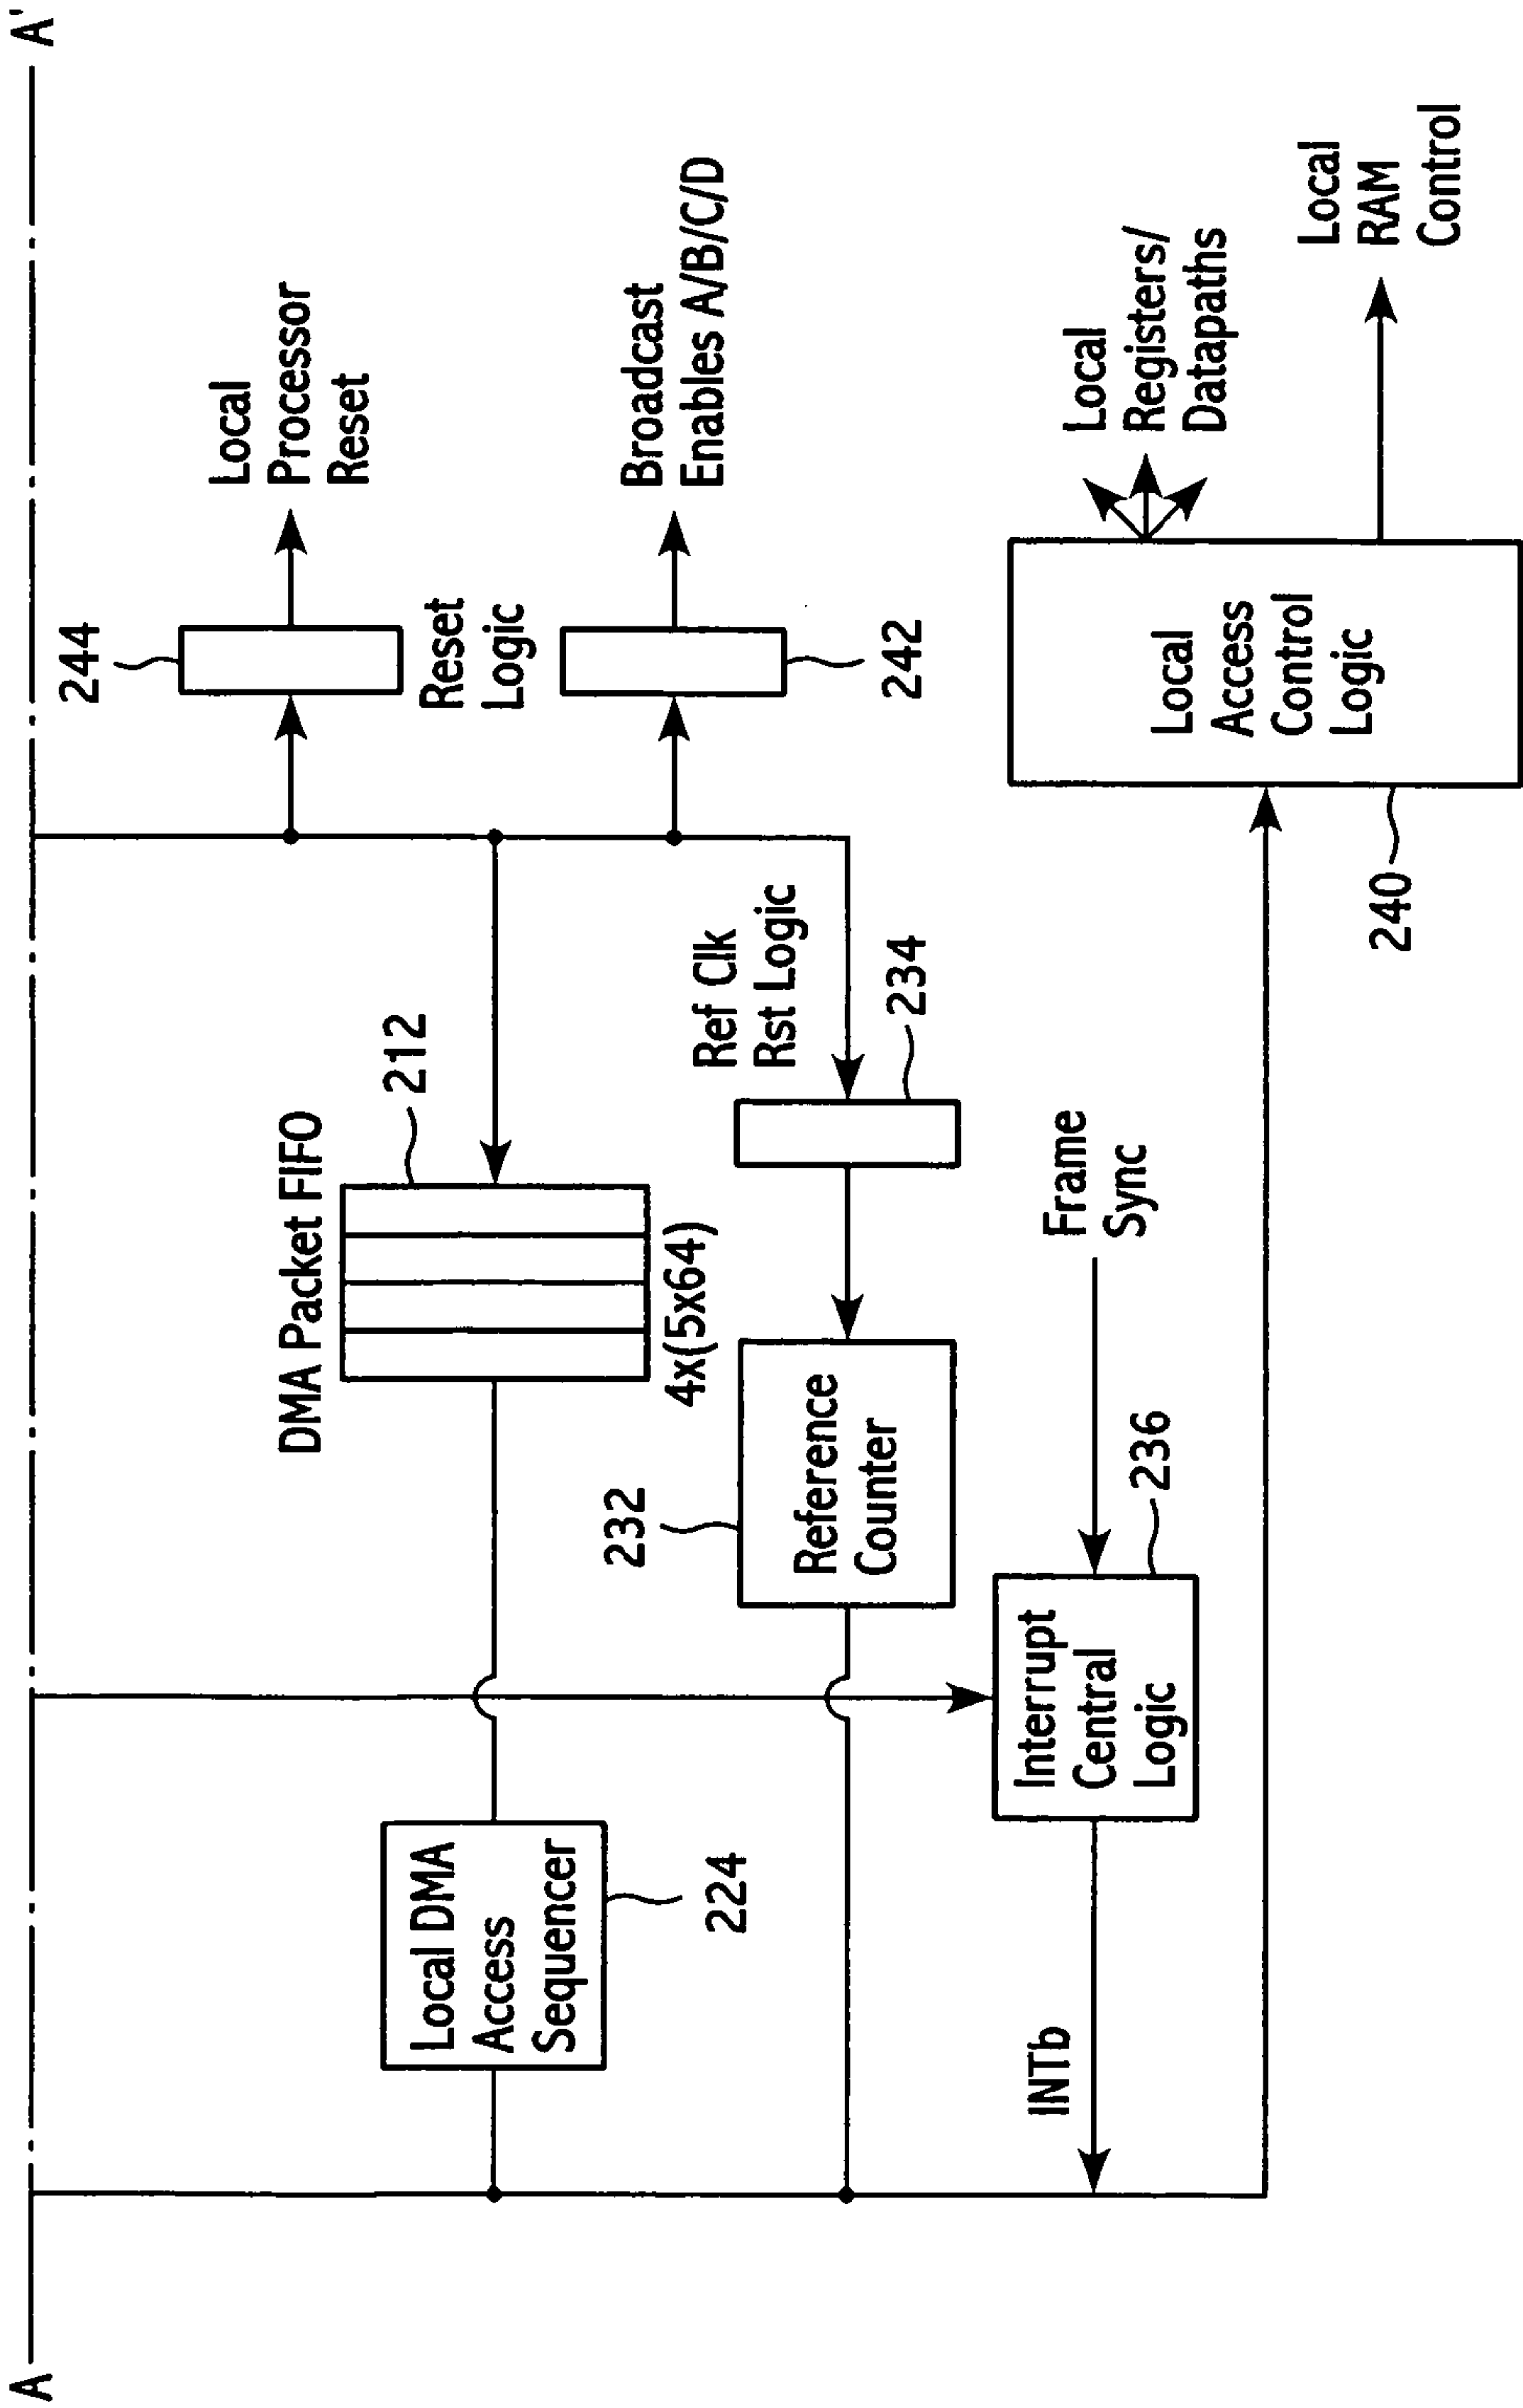 A
A'
244
Local
Processor
Reset
Reset
Logic
Broadcast
Enables A/B/C/D
242
DMA Packet FIFO
212
4x(5x64)
Local DMA
Access
Sequencer
224
Ref Clk
Rst Logic
234
232
Reference
Counter
Frame
Sync
236
Interrupt
Central
Logic
INTb
Local
Access
Control
Logic
240
Local
Registers/
Datapaths
Local
RAM
Control